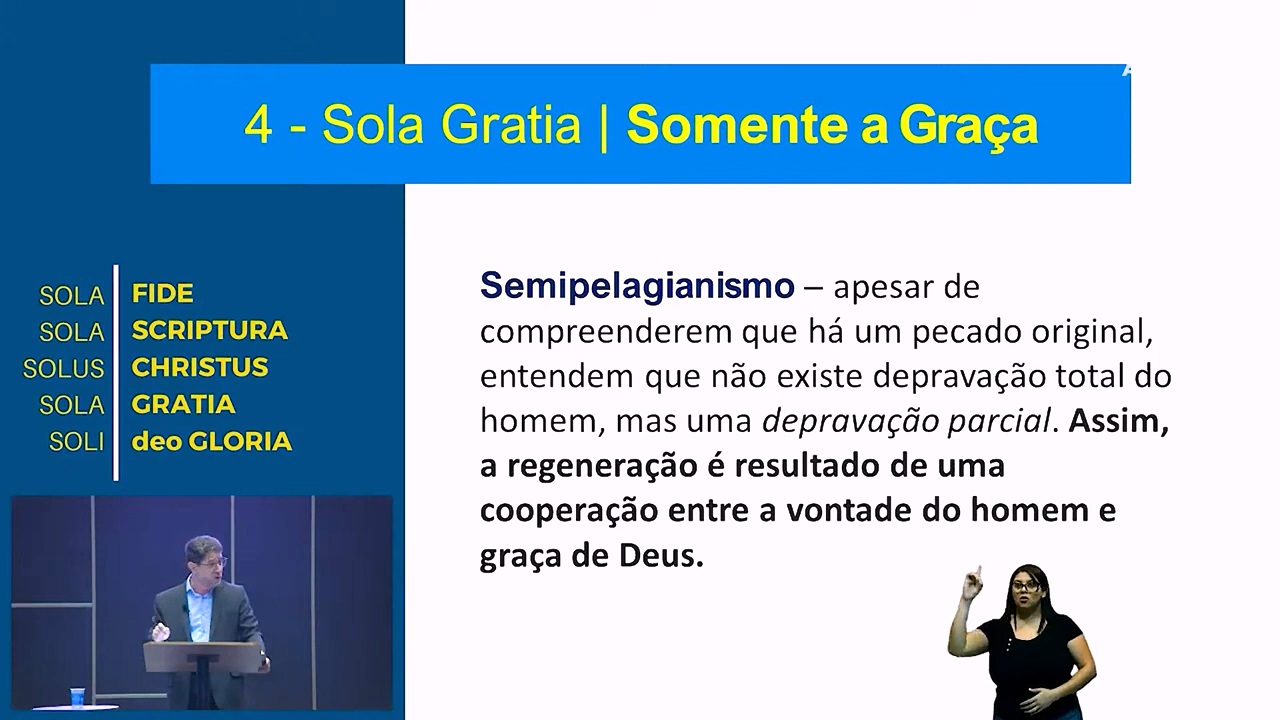 4 - Sola Gratia | Somente a Graça
SOLA FIDE
SOLA SCRIPTURA
SOLUS CHRISTUS
SOLA GRATIA
SOLI deo GLORIA
Semipelagianismo – apesar de
compreenderem que há um pecado original,
entendem que não existe depravação total do
homem, mas uma depravação parcial. Assim,
a regeneração é resultado de uma
cooperação entre a vontade do homem e
graça de Deus.